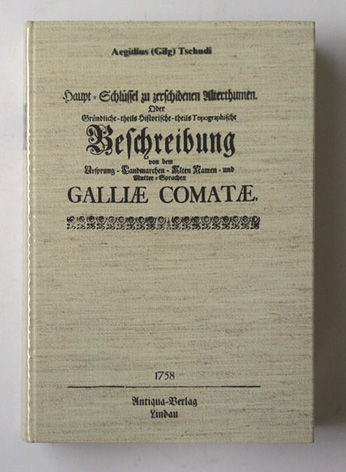 Aegidius (Gilg) Tschudi
Haupt-Schlüssel zu zerschidenen Alterthumen.
Oder
Gründliche-theils Historische-theils Topographische
Beschreibung
von dem
Ursprung-Landmarchen-Alten Namen-und
Mutter-Sprachen
GALLIÆ COMATÆ.
1758
Antiqua-Verlag
Lindau